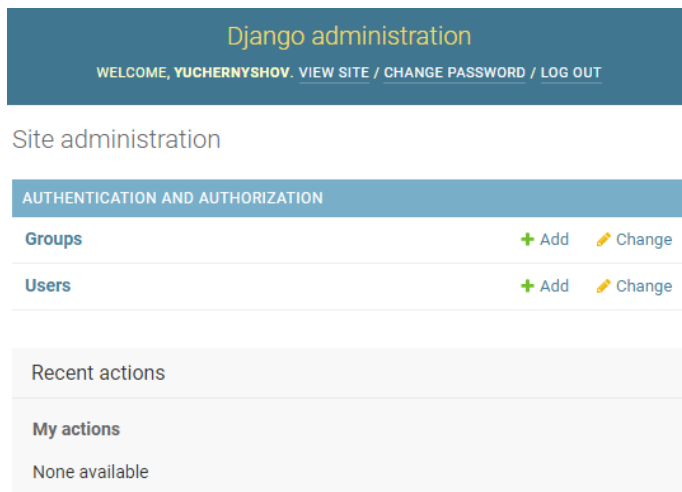 Django administration
WELCOME, YUCHERNYSHOV. VIEW SITE / CHANGE PASSWORD / LOG OUT
Site administration
AUTHENTICATION AND AUTHORIZATION
Groups + Add Change
Users + Add Change
Recent actions
My actions
None available